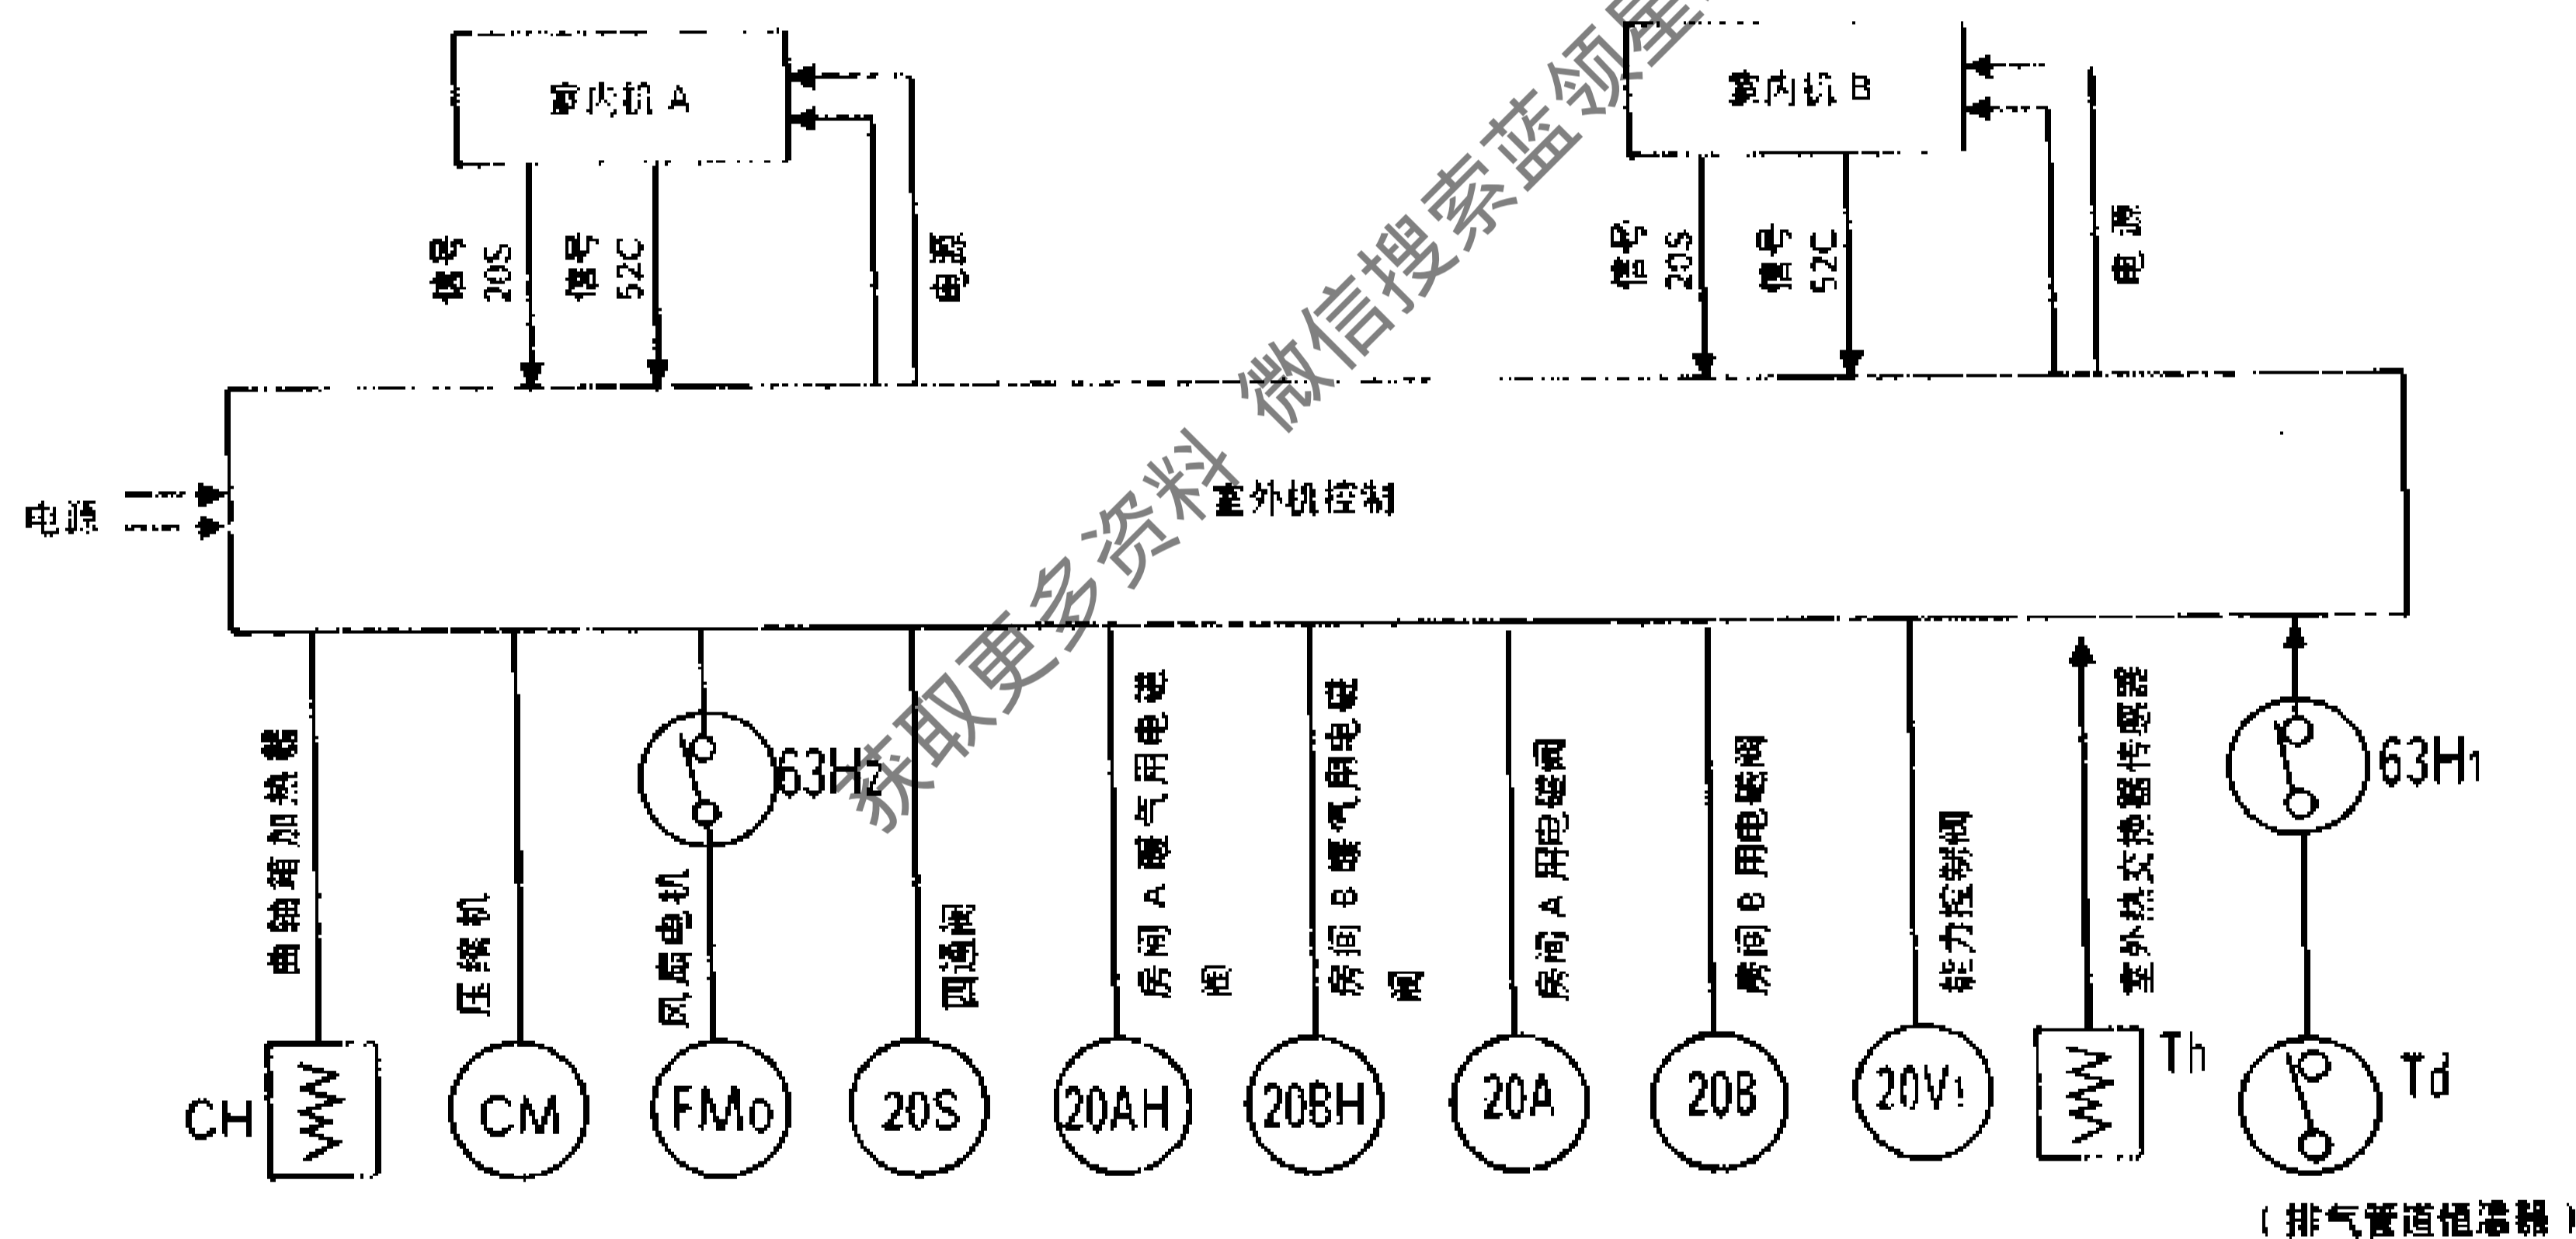 室内机 A
室内机 B
信号
20S
信号
52C
电源
信号
20S
信号
52C
电源
电源
室外机控制
获取更多资料 微信搜索蓝领星
曲轴箱加热器
压缩机
63H2
风扇电机
四通阀
房间 A 暖气用电磁
阀
房间 B 暖气用电磁
阀
房间 A 用电磁阀
房间 B 用电磁阀
能力控制阀
室外热交换器传感器
63H1
CH
CM
FMo
20S
20AH
20BH
20A
20B
20V1
Th
Td
(排气管道恒温器)